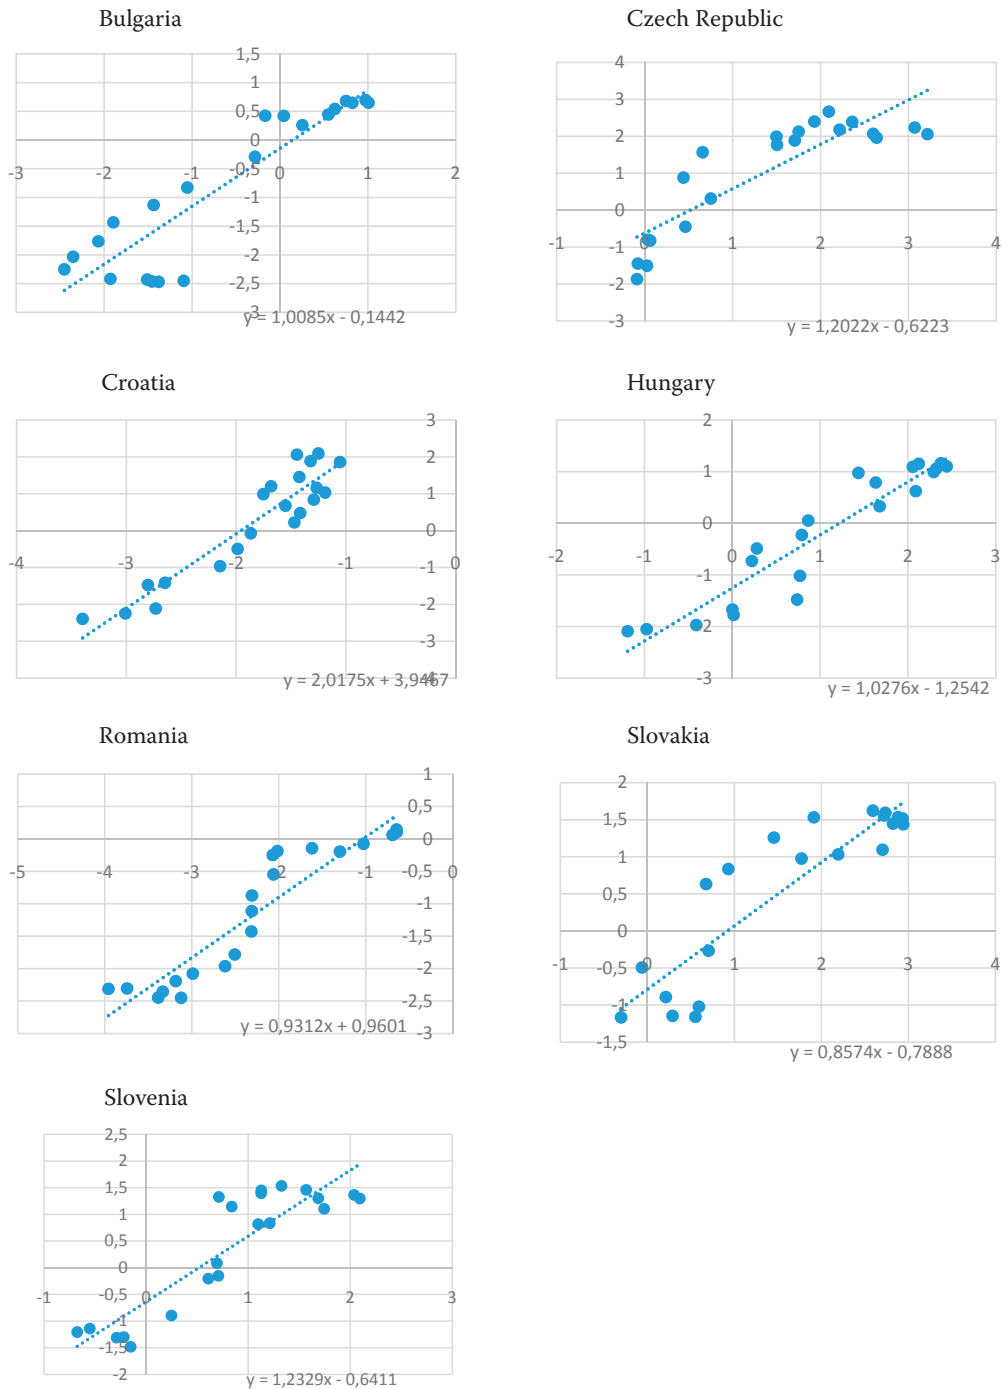 Bulgaria
1,5
1
0,5
0
-3 -2 -1 0 1 2
-0,5
-1
-1,5
-2
-2,5
-3
y = 1,0085x - 0,1442
Czech Republic
4
3
2
1
0
-1 0 1 2 3 4
-1
-2
-3
y = 1,2022x - 0,6223
Croatia
3
2
1
0
-4 -3 -2 -1 0
-1
-2
-3
-4
y = 2,0175x + 3,9467
Hungary
2
1
0
-2 -1 0 1 2 3
-1
-2
-3
y = 1,0276x - 1,2542
Romania
1
0,5
0
-5 -4 -3 -2 -1 0
-0,5
-1
-1,5
-2
-2,5
-3
y = 0,9312x + 0,9601
Slovakia
2
1,5
1
0,5
0
-1 0 1 2 3 4
-0,5
-1
-1,5
y = 0,8574x - 0,7888
Slovenia
2,5
2
1,5
1
0,5
0
-1 0 1 2 3
-0,5
-1
-1,5
-2
y = 1,2329x - 0,6411